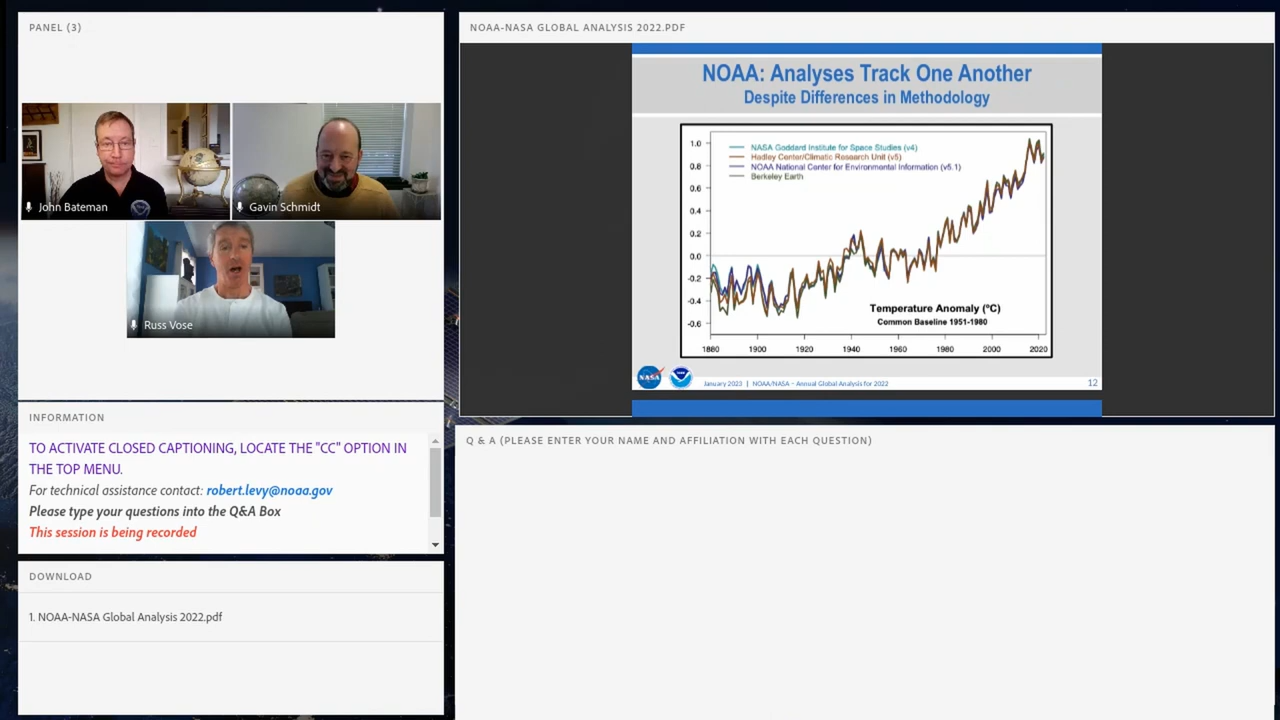 PANEL (3)
John Bateman
Gavin Schmidt
Russ Vose
INFORMATION
TO ACTIVATE CLOSED CAPTIONING, LOCATE THE "CC" OPTION IN
THE TOP MENU.
For technical assistance contact: robert.levy@noaa.gov
Please type your questions into the Q&A Box
This session is being recorded
DOWNLOAD
1. NOAA-NASA Global Analysis 2022.pdf
NOAA-NASA GLOBAL ANALYSIS 2022.PDF
NOAA: Analyses Track One Another
Despite Differences in Methodology
NASA Goddard Institute for Space Studies (v4)
Hadley Center/Climatic Research Unit (v5)
NOAA National Center for Environmental Information (v5.1)
Berkeley Earth
1.0
0.8
0.6
0.4
0.2
0.0
-0.2
-0.4
-0.6
Temperature Anomaly (ºC)
Common Baseline 1951-1980
1880 1900 1920 1940 1960 1980 2000 2020
NASA
January 2023 | NOAA/NASA – Annual Global Analysis for 2022
12
Q & A (PLEASE ENTER YOUR NAME AND AFFILIATION WITH EACH QUESTION)